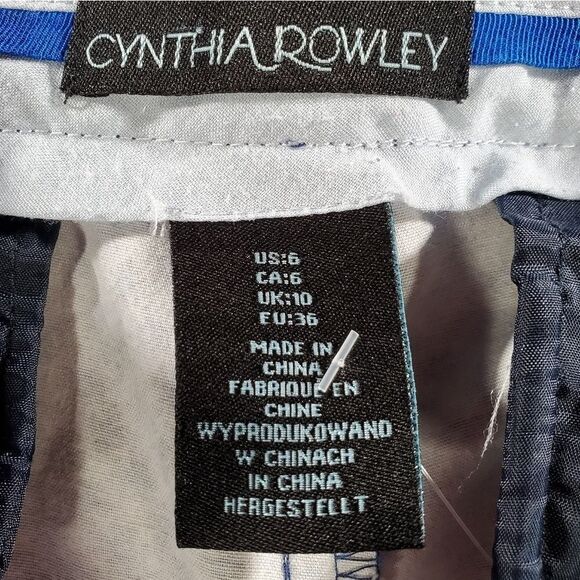 CYNTHIA ROWLEY
US:6
CA:6
UK:10
EU:36
MADE IN
CHINA
FABRIQUE EN
CHINE
WYPRODUKOWANO
W CHINACH
IN CHINA
HERGESTELLT